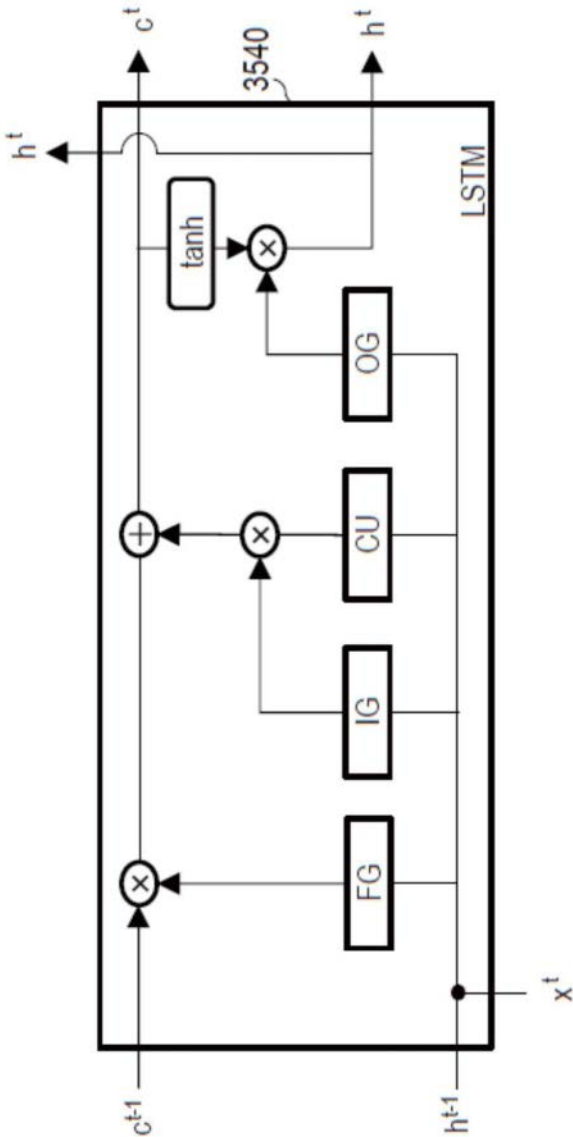 h^t
c^t-1
c^t
×
+
tanh
3540
×
×
FG
IG
CU
OG
h^t-1
h^t
LSTM
x^t